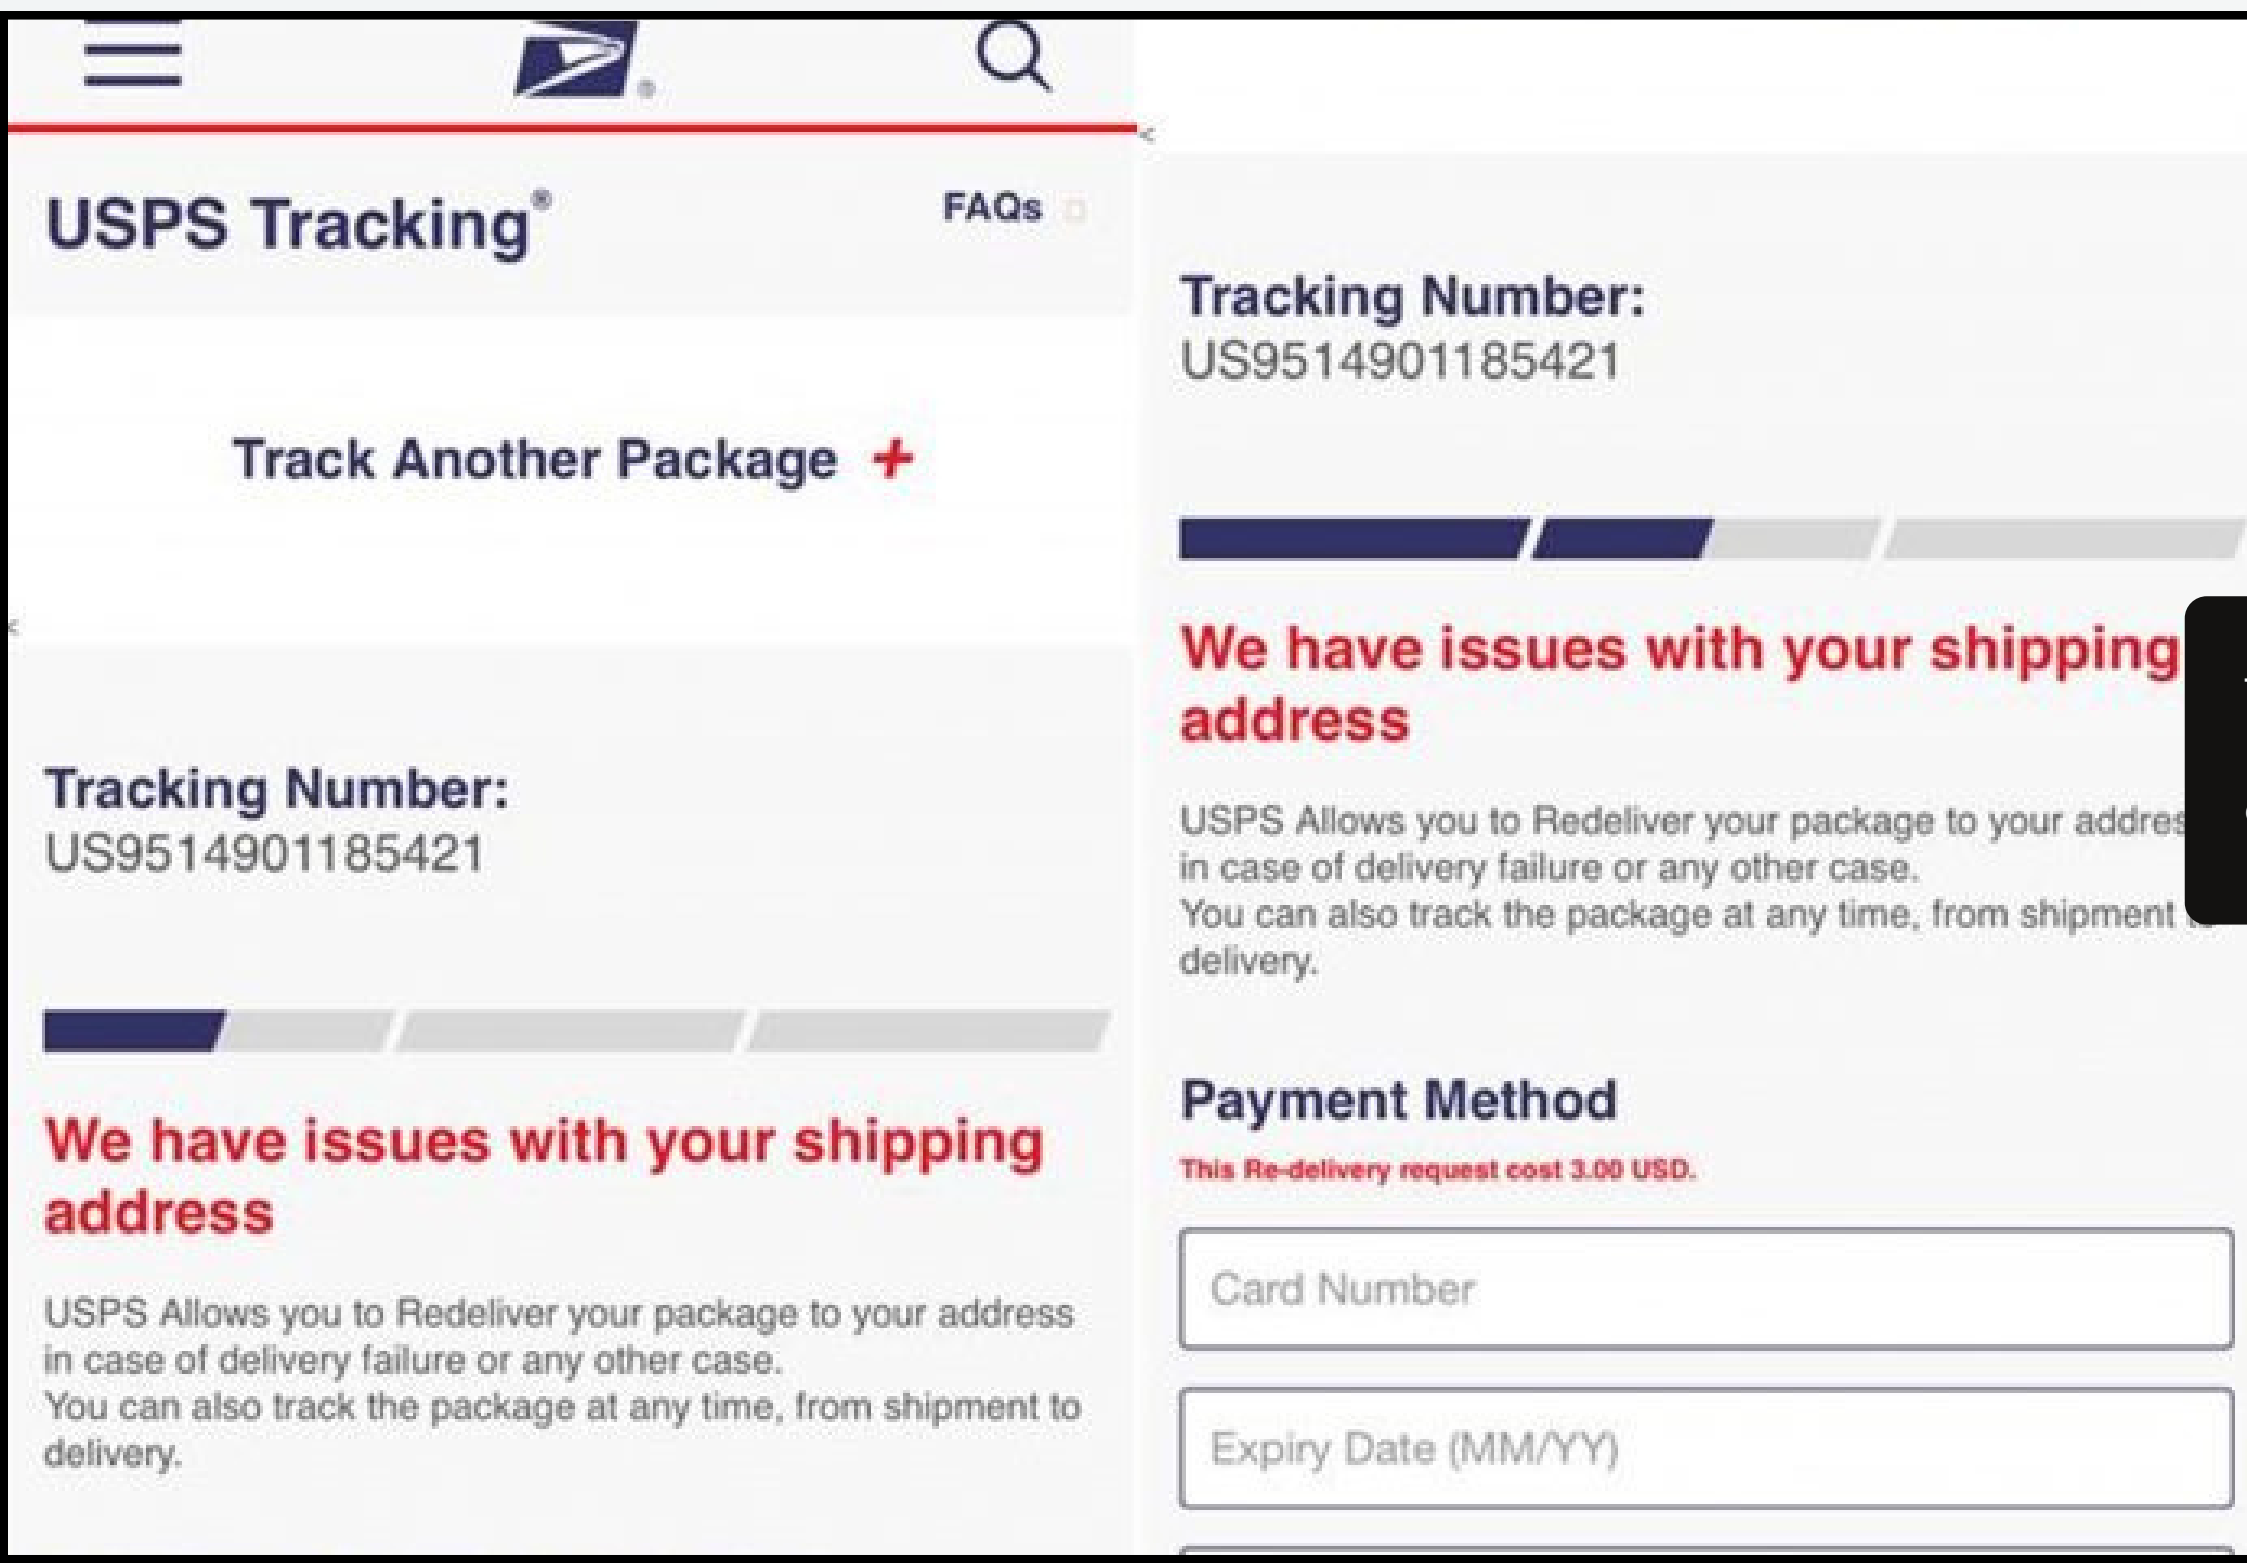 USPS Tracking®
FAQs
Track Another Package +
Tracking Number:
US9514901185421
We have issues with your shipping
address
USPS Allows you to Redeliver your package to your address
in case of delivery failure or any other case.
You can also track the package at any time, from shipment to
delivery.
Tracking Number:
US9514901185421
We have issues with your shipping
address
USPS Allows you to Redeliver your package to your addres
in case of delivery failure or any other case.
You can also track the package at any time, from shipment
delivery.
Payment Method
This Re-delivery request cost 3.00 USD.
Card Number
Expiry Date (MM/YY)